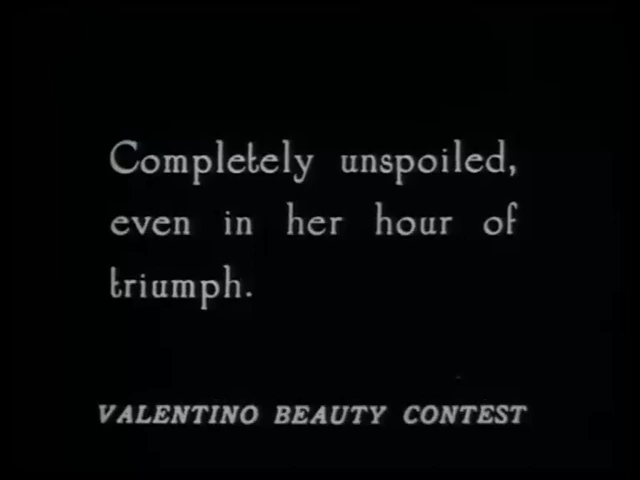 Completely unspoiled,
even in her hour of
triumph.
VALENTINO BEAUTY CONTEST